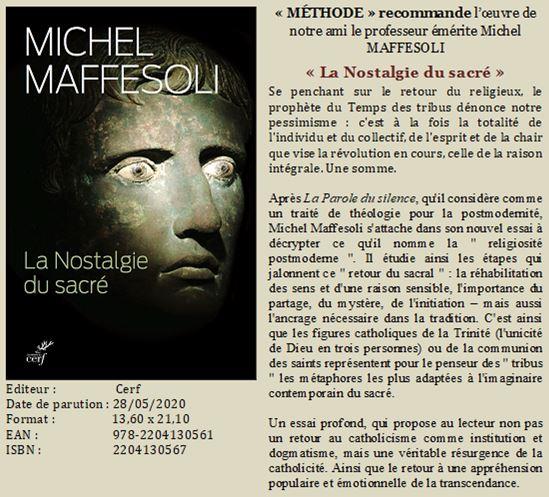 MICHEL
MAFFESOLI
La Nostalgie
du sacré
cerf
Editeur : Cerf
Date de parution : 28/05/2020
Format : 13,60 x 21,10
EAN : 978-2204130561
ISBN : 2204130567
« MÉTHODE » recommande l'œuvre de
notre ami le professeur émérite Michel
MAFFESOLI
« La Nostalgie du sacré »
Se penchant sur le retour du religieux, le
prophète du Temps des tribus dénonce notre
pessimisme : c'est à la fois la totalité de
l'individu et du collectif, de l'esprit et de la chair
que vise la révolution en cours, celle de la raison
intégrale. Une somme.
Après La Parole du silence, qu'il considère comme
un traité de théologie pour la postmodernité,
Michel Maffesoli s'attache dans son nouvel essai à
décrypter ce qu'il nomme la " religiosité
postmoderne ". Il étudie ainsi les étapes qui
jalonnent ce " retour du sacral " : la réhabilitation
des sens et d'une raison sensible, l'importance du
partage, du mystère, de l'initiation – mais aussi
l'ancrage nécessaire dans la tradition. C'est ainsi
que les figures catholiques de la Trinité (l'unicité
de Dieu en trois personnes) ou de la communion
des saints représentent pour le penseur des " tribus
" les métaphores les plus adaptées à l'imaginaire
contemporain du sacré.
Un essai profond, qui propose au lecteur non pas
un retour au catholicisme comme institution et
dogmatisme, mais une véritable résurgence de la
catholicité. Ainsi que le retour à une appréhension
populaire et émotionnelle de la transcendance.